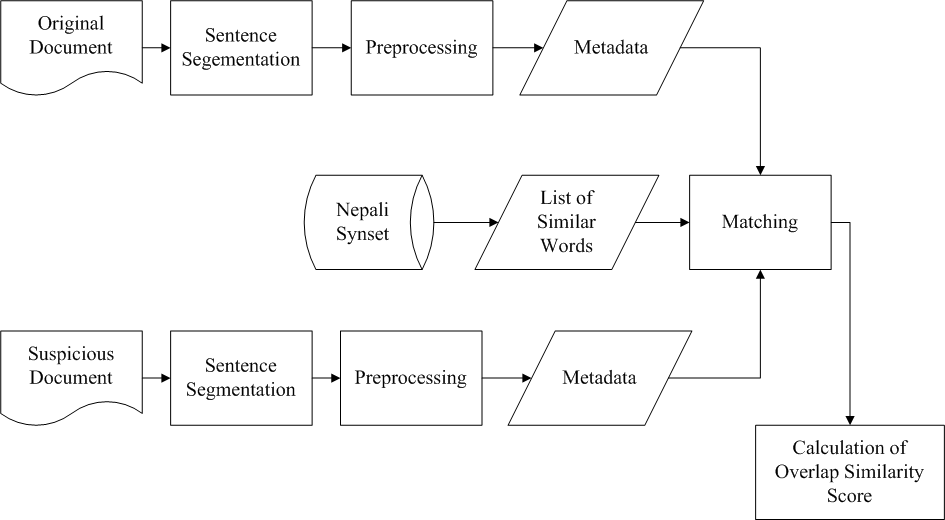 Original
Document
Sentence
Segementation
Preprocessing
Metadata
Nepali
Synset
List of
Similar
Words
Matching
Suspicious
Document
Sentence
Segmentation
Preprocessing
Metadata
Calculation of
Overlap Similarity
Score